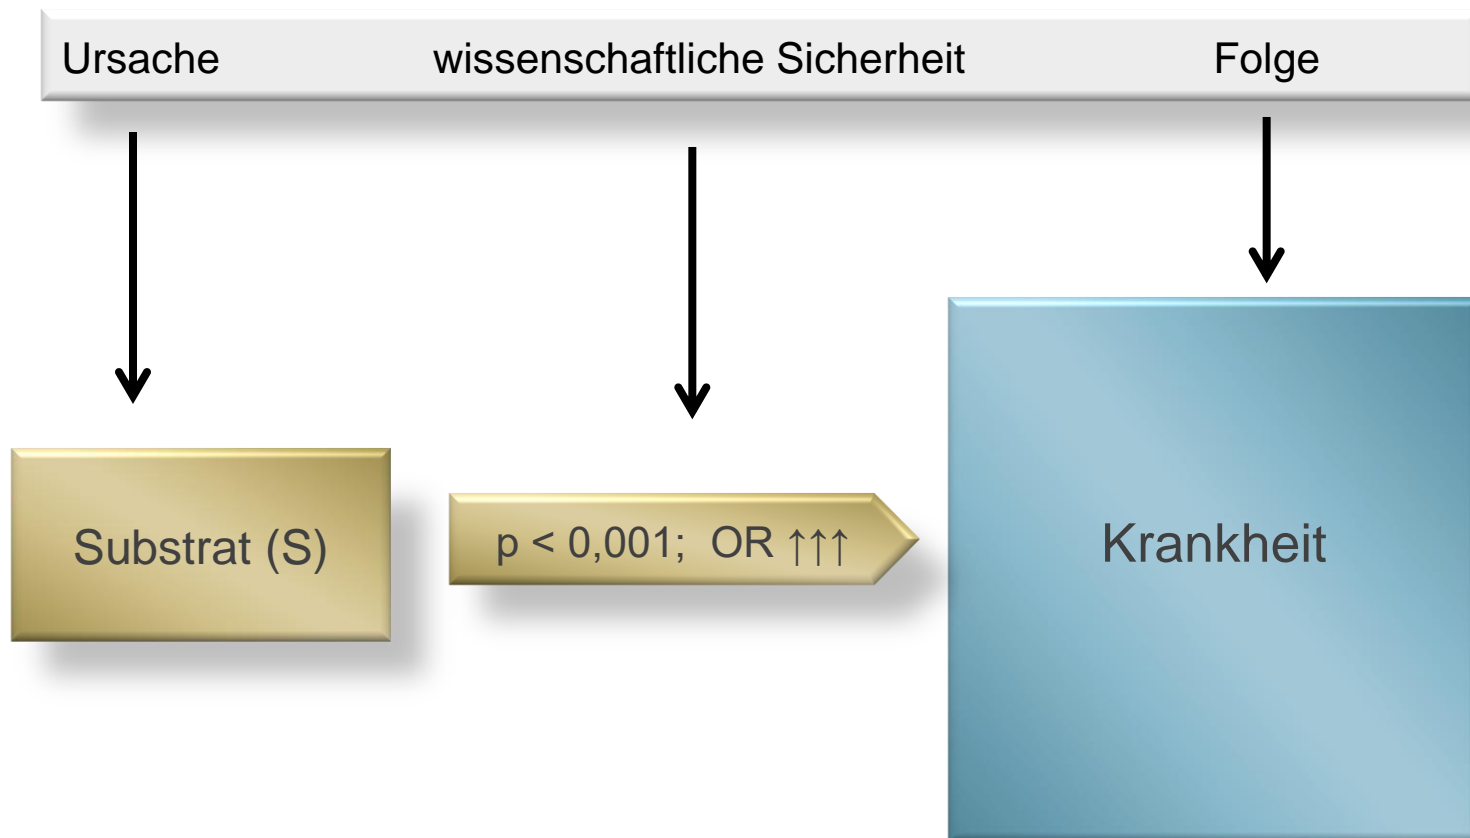 Ursache wissenschaftliche Sicherheit Folge
Substrat (S)
p < 0,001; OR ↑↑↑
Krankheit